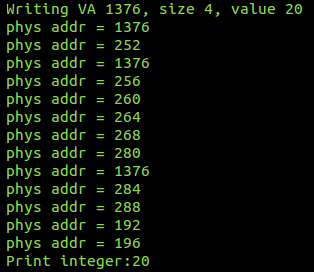 Writing VA 1376, size 4, value 20
phys addr = 1376
phys addr = 252
phys addr = 1376
phys addr = 256
phys addr = 260
phys addr = 264
phys addr = 268
phys addr = 280
phys addr = 1376
phys addr = 284
phys addr = 288
phys addr = 192
phys addr = 196
Print integer:20